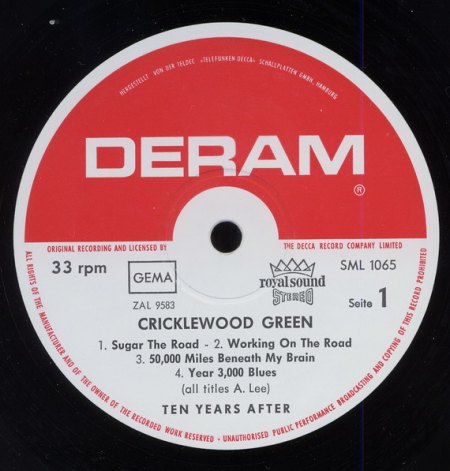 HERGESTELLT VON DER TELDEC »TELEFUNKEN DECCA« SCHALLPLATTEN GMBH, HAMBURG
DERAM
®
ORIGINAL RECORDING AND LICENSED BY THE DECCA RECORD COMPANY LIMITED
33 rpm
GEMA
royal sound
STEREO
SML 1065
ZAL 9583
Seite 1
CRICKLEWOOD GREEN
1. Sugar The Road - 2. Working On The Road
3. 50,000 Miles Beneath My Brain
4. Year 3,000 Blues
(all titles A. Lee)
TEN YEARS AFTER
ALL RIGHTS OF THE MANUFACTURER AND OF THE OWNER OF THE RECORDED WORK RESERVED - UNAUTHORISED PUBLIC PERFORMANCE BROADCASTING AND COPYING OF THIS RECORD PROHIBITED